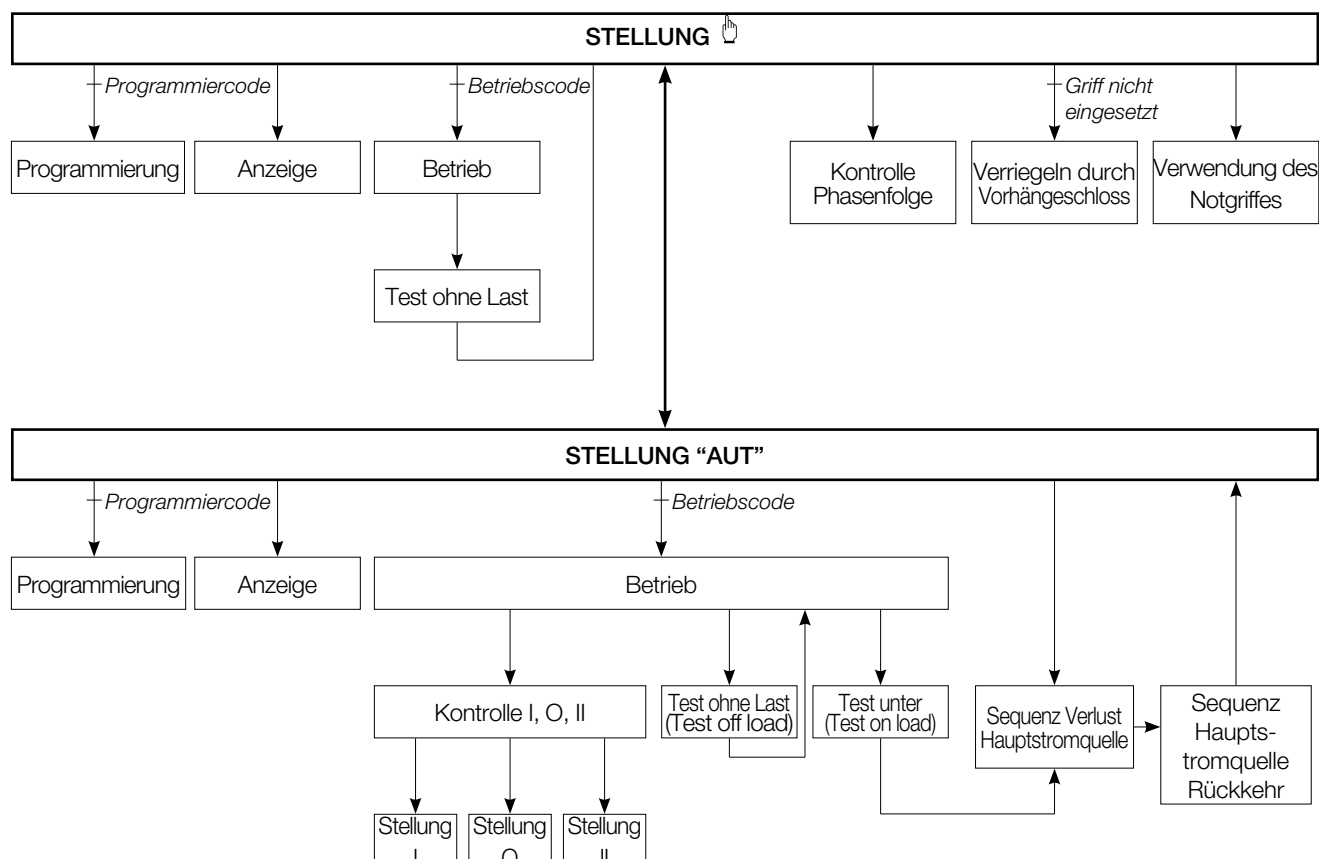 STELLUNG
Programmiercode
Betriebscode
Griff nicht
eingesetzt
Programmierung
Anzeige
Betrieb
Kontrolle
Phasenfolge
Verriegeln durch
Vorhängeschloss
Verwendung des
Notgriffes
Test ohne Last
STELLUNG “AUT”
Programmiercode
Betriebscode
Programmierung
Anzeige
Betrieb
Kontrolle I, O, II
Test ohne Last
(Test off load)
Test unter
(Test on load)
Sequenz Verlust
Hauptstromquelle
Sequenz
Haupts-
tromquelle
Rückkehr
Stellung
I
Stellung
O
Stellung
II